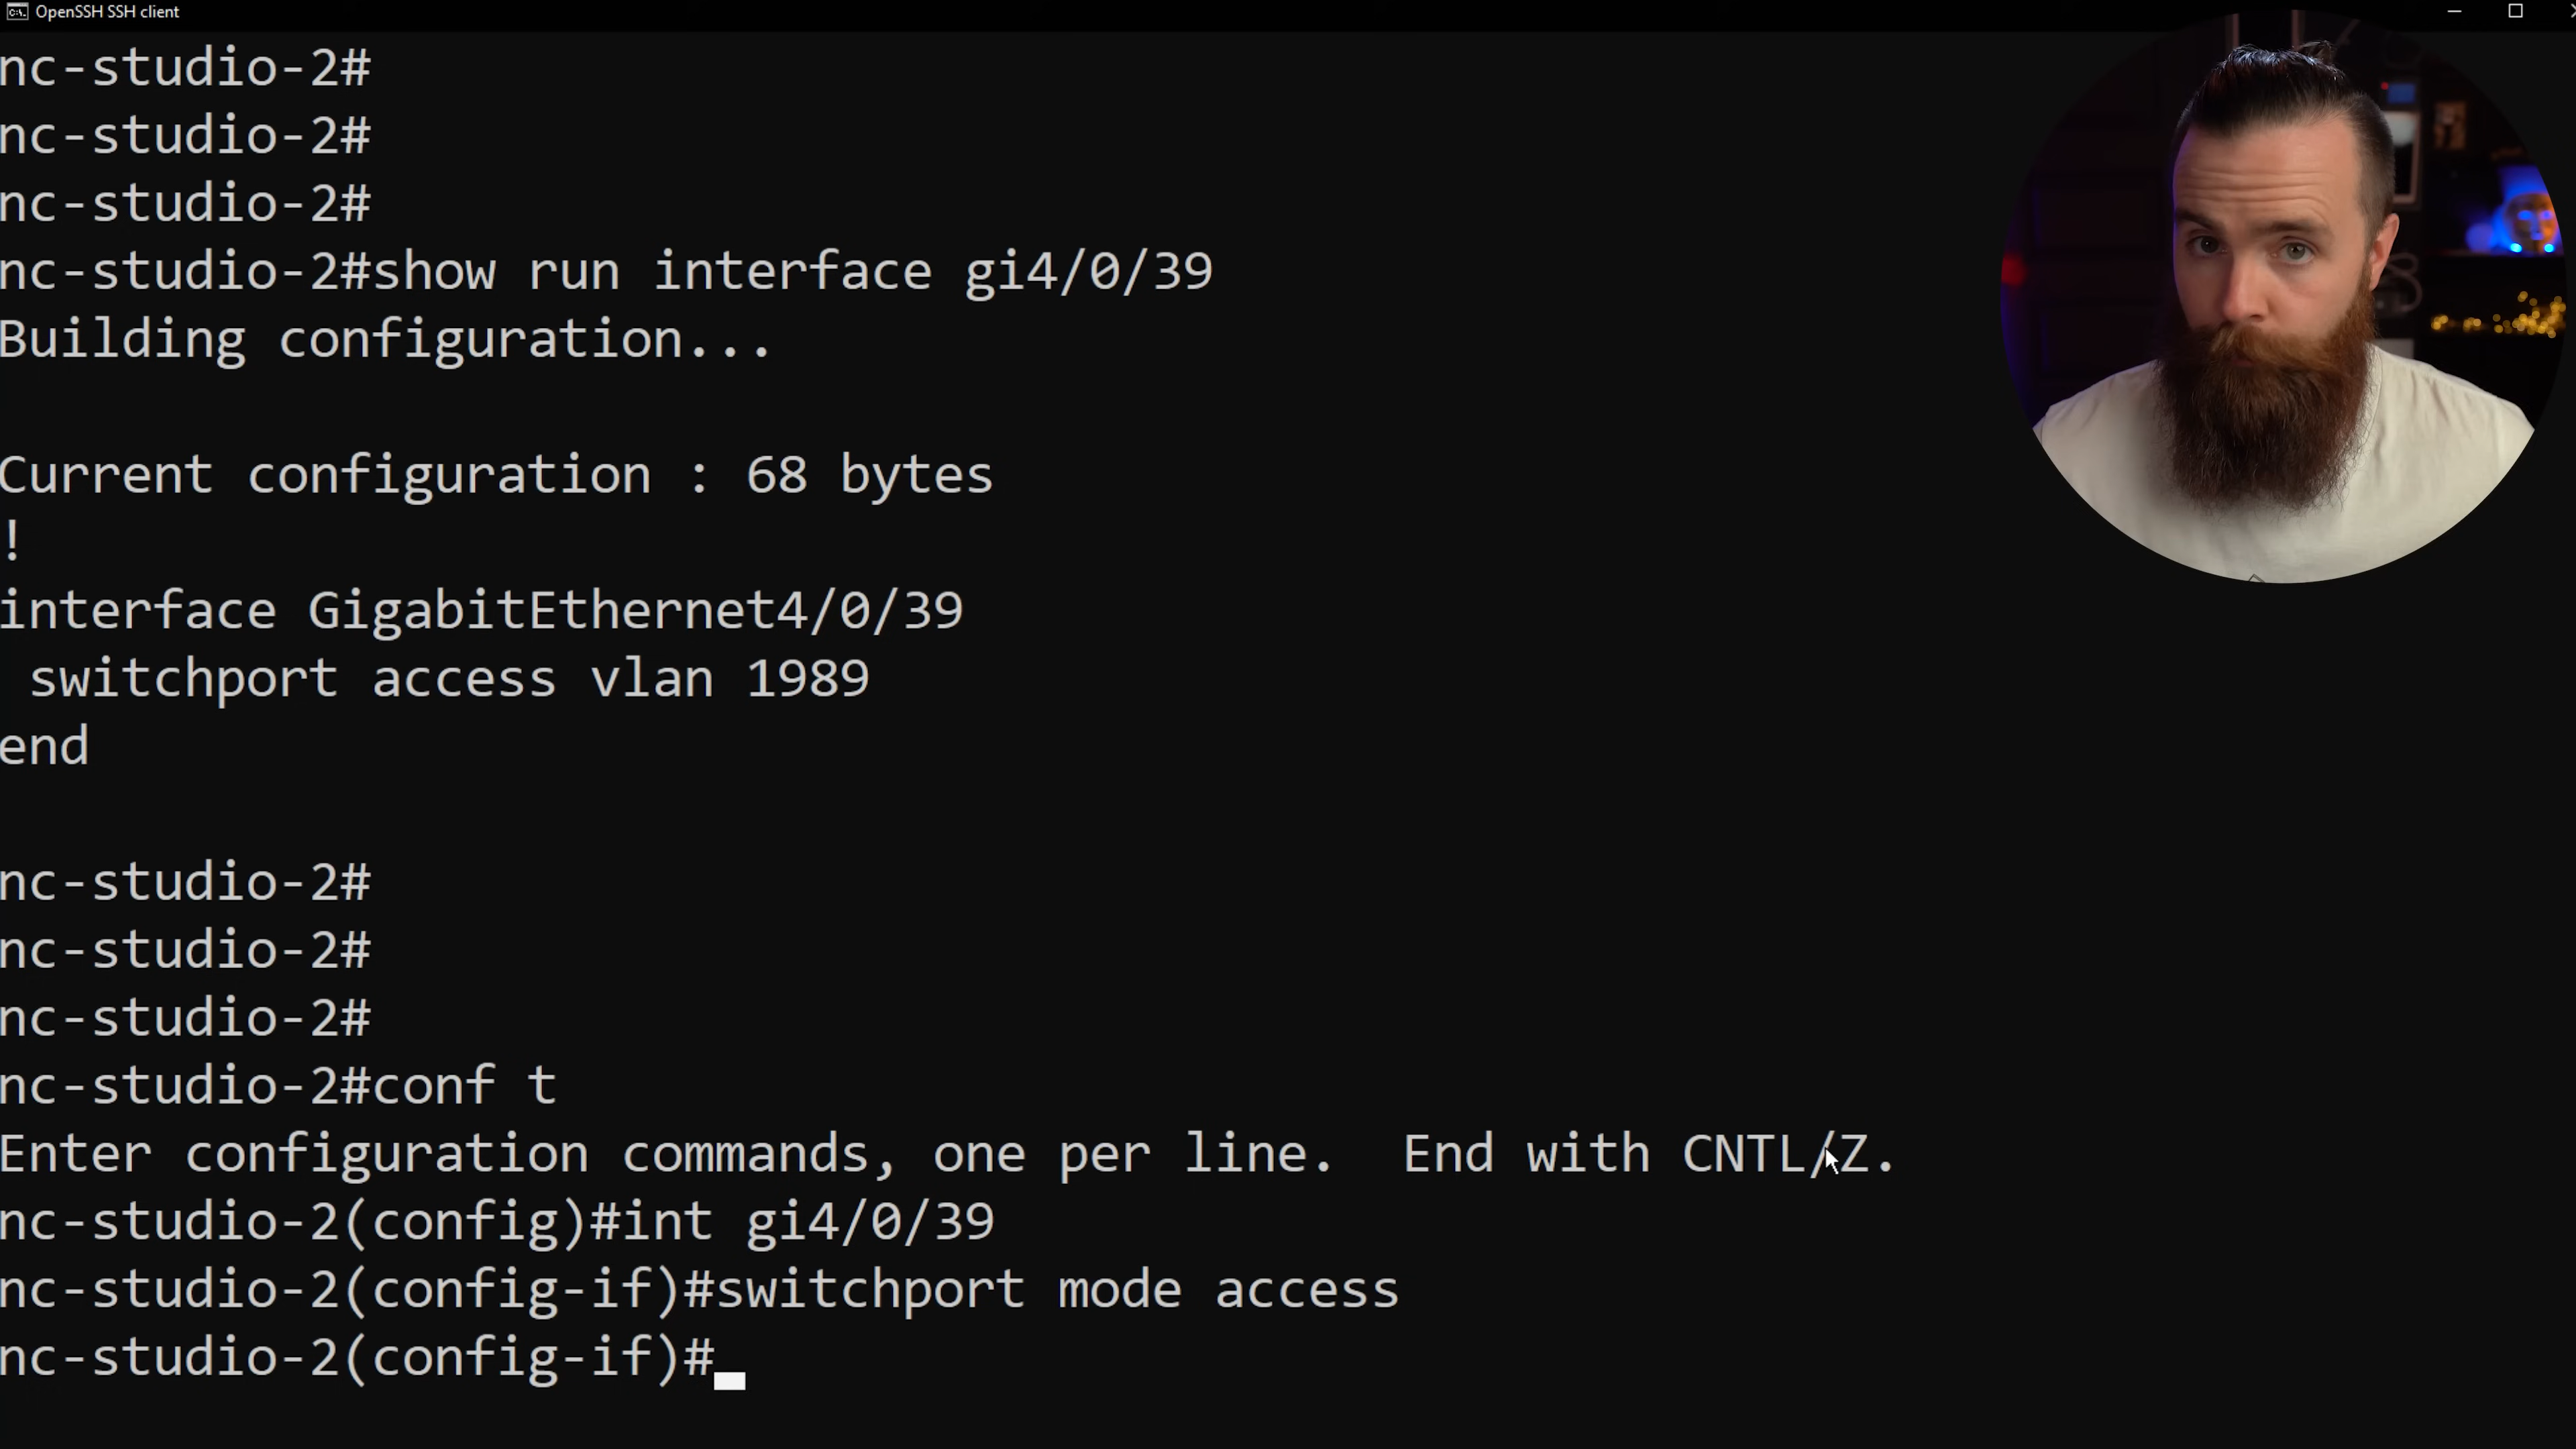 OpenSSH SSH client
nc-studio-2#
nc-studio-2#
nc-studio-2#
nc-studio-2#show run interface gi4/0/39
Building configuration...
Current configuration : 68 bytes
!
interface GigabitEthernet4/0/39
 switchport access vlan 1989
end
nc-studio-2#
nc-studio-2#
nc-studio-2#
nc-studio-2#conf t
Enter configuration commands, one per line.  End with CNTL/Z.
nc-studio-2(config)#int gi4/0/39
nc-studio-2(config-if)#switchport mode access
nc-studio-2(config-if)#